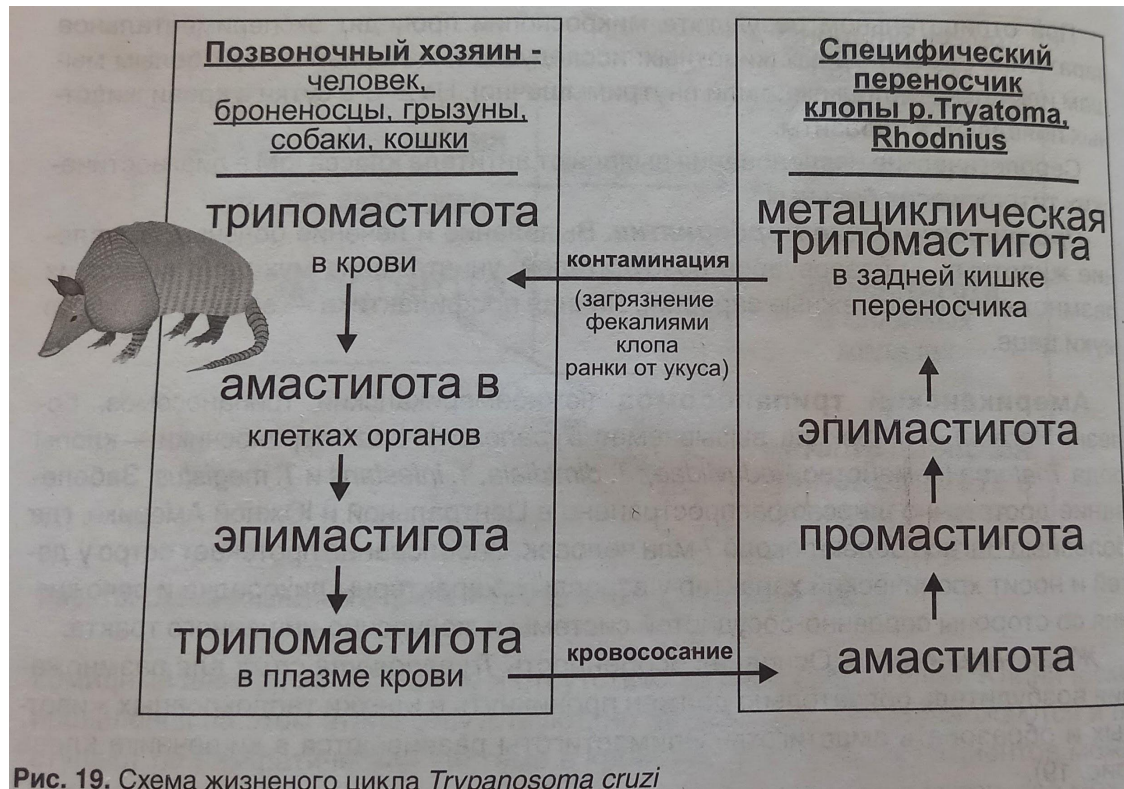 Позвоночный хозяин -
человек,
броненосцы, грызуны,
собаки, кошки
трипомастигота
в крови
амастигота в
клетках органов
эпимастигота
трипомастигота
в плазме крови
контаминация
(загрязнение
фекалиями
клопа
ранки от укуса)
кровососание
Специфический
переносчик
клопы р.Tryatoma,
Rhodnius
метациклическая
трипомастигота
в задней кишке
переносчика
эпимастигота
промастигота
амастигота
Рис. 19. Схема жизненого цикла Trypanosoma cruzi